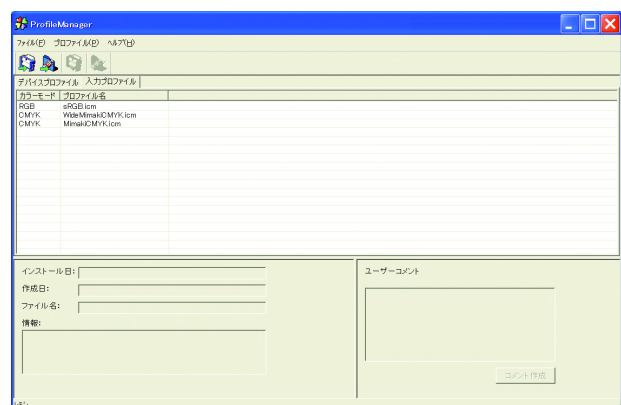 ProfileManager
ファイル(F) プロファイル(P) ヘルプ(H)
デバイスプロファイル 入力プロファイル
カラーモード プロファイル名
RGB sRGB.icm
CMYK WideMimakiCMYK.icm
CMYK MimakiCMYK.icm
インストール日:
作成日:
ファイル名:
情報:
ユーザーコメント
コメント作成